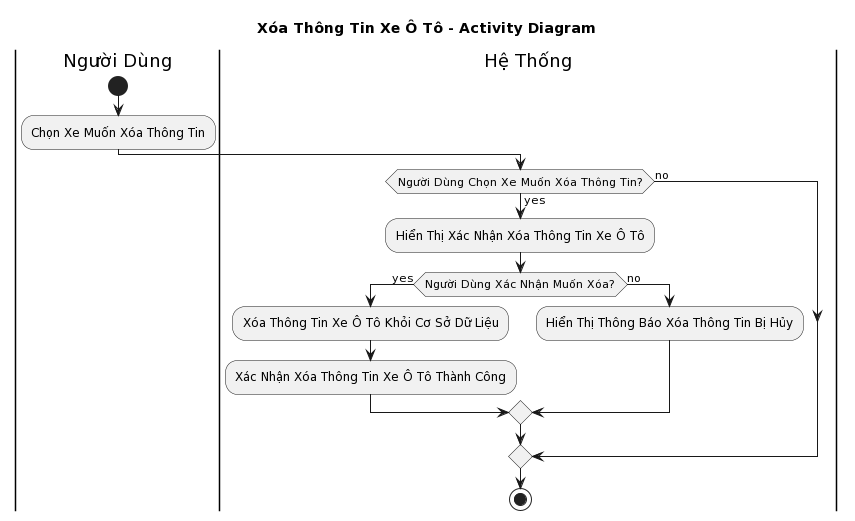 Xóa Thông Tin Xe Ô Tô - Activity Diagram
Người Dùng
Hệ Thống
Chọn Xe Muốn Xóa Thông Tin
Người Dùng Chọn Xe Muốn Xóa Thông Tin?
no
yes
Hiển Thị Xác Nhận Xóa Thông Tin Xe Ô Tô
yes
Người Dùng Xác Nhận Muốn Xóa?
no
Xóa Thông Tin Xe Ô Tô Khỏi Cơ Sở Dữ Liệu
Hiển Thị Thông Báo Xóa Thông Tin Bị Hủy
Xác Nhận Xóa Thông Tin Xe Ô Tô Thành Công